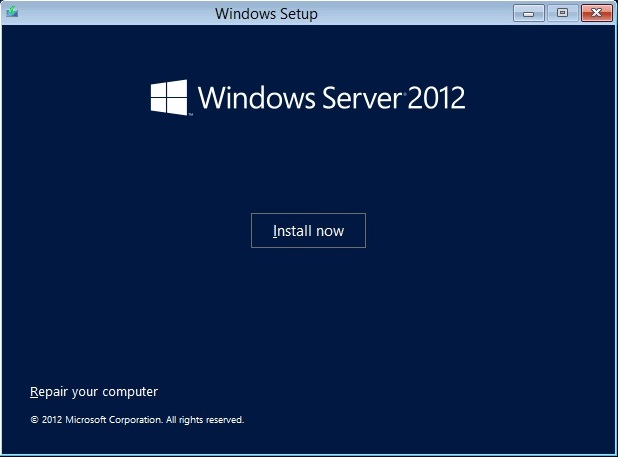 Windows Setup
Windows Server 2012
Install now
Repair your computer
© 2012 Microsoft Corporation. All rights reserved.